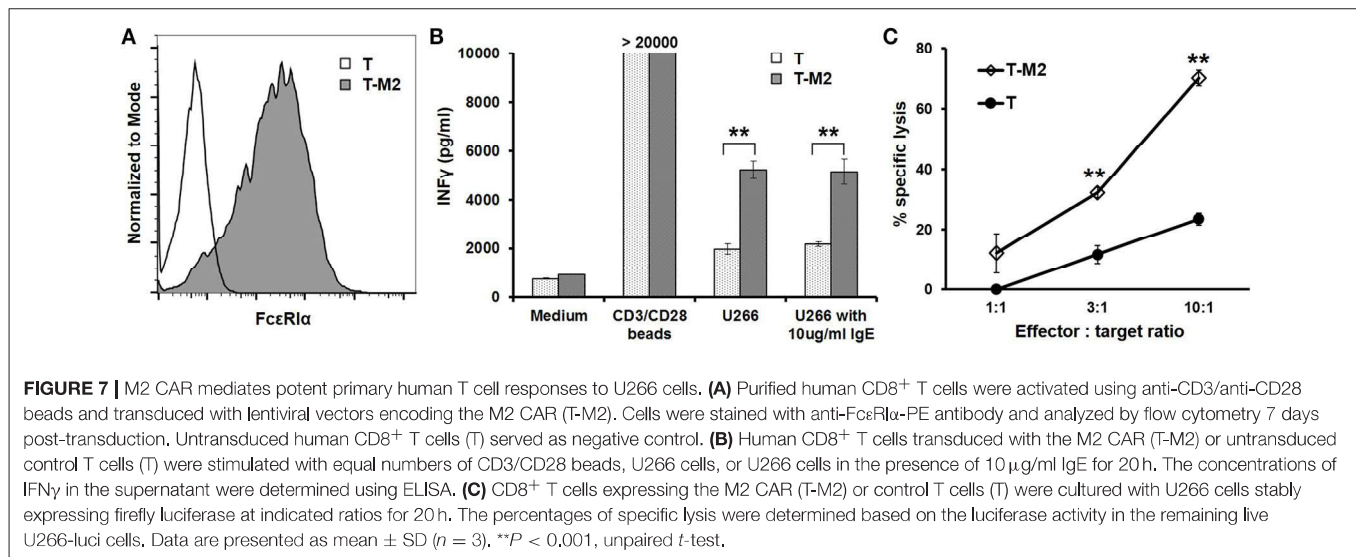 A
Normalized to Mode
T
T-M2
FcεRIα
B
INFγ (pg/ml)
10000
8000
6000
4000
2000
0
> 20000
T
T-M2
**
**
Medium
CD3/CD28 beads
U266
U266 with 10ug/ml IgE
C
% specific lysis
80
60
40
20
0
T-M2
T
**
**
1:1
3:1
10:1
Effector : target ratio
FIGURE 7 | M2 CAR mediates potent primary human T cell responses to U266 cells. (A) Purified human CD8+ T cells were activated using anti-CD3/anti-CD28
beads and transduced with lentiviral vectors encoding the M2 CAR (T-M2). Cells were stained with anti-FcεRIα-PE antibody and analyzed by flow cytometry 7 days
post-transduction. Untransduced human CD8+ T cells (T) served as negative control. (B) Human CD8+ T cells transduced with the M2 CAR (T-M2) or untransduced
control T cells (T) were stimulated with equal numbers of CD3/CD28 beads, U266 cells, or U266 cells in the presence of 10 μg/ml IgE for 20 h. The concentrations of
IFNγ in the supernatant were determined using ELISA. (C) CD8+ T cells expressing the M2 CAR (T-M2) or control T cells (T) were cultured with U266 cells stably
expressing firefly luciferase at indicated ratios for 20 h. The percentages of specific lysis were determined based on the luciferase activity in the remaining live
U266-luci cells. Data are presented as mean ± SD (n = 3). **P < 0.001, unpaired t-test.